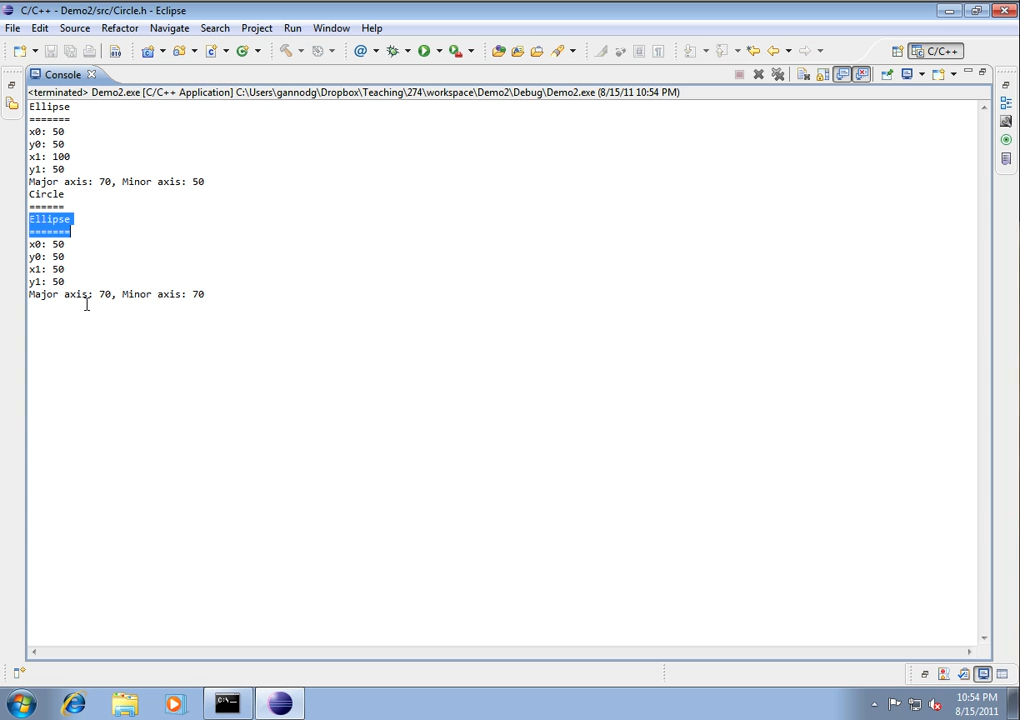 C/C++ - Demo2/src/Circle.h - Eclipse
File Edit Source Refactor Navigate Search Project Run Window Help
C/C++
Console
<terminated> Demo2.exe [C/C++ Application] C:\Users\gannodg\Dropbox\Teaching\274\workspace\Demo2\Debug\Demo2.exe (8/15/11 10:54 PM)
Ellipse
=======
x0: 50
y0: 50
x1: 100
y1: 50
Major axis: 70, Minor axis: 50
Circle
======
Ellipse
=======
x0: 50
y0: 50
x1: 50
y1: 50
Major axis: 70, Minor axis: 70
10:54 PM
8/15/2011